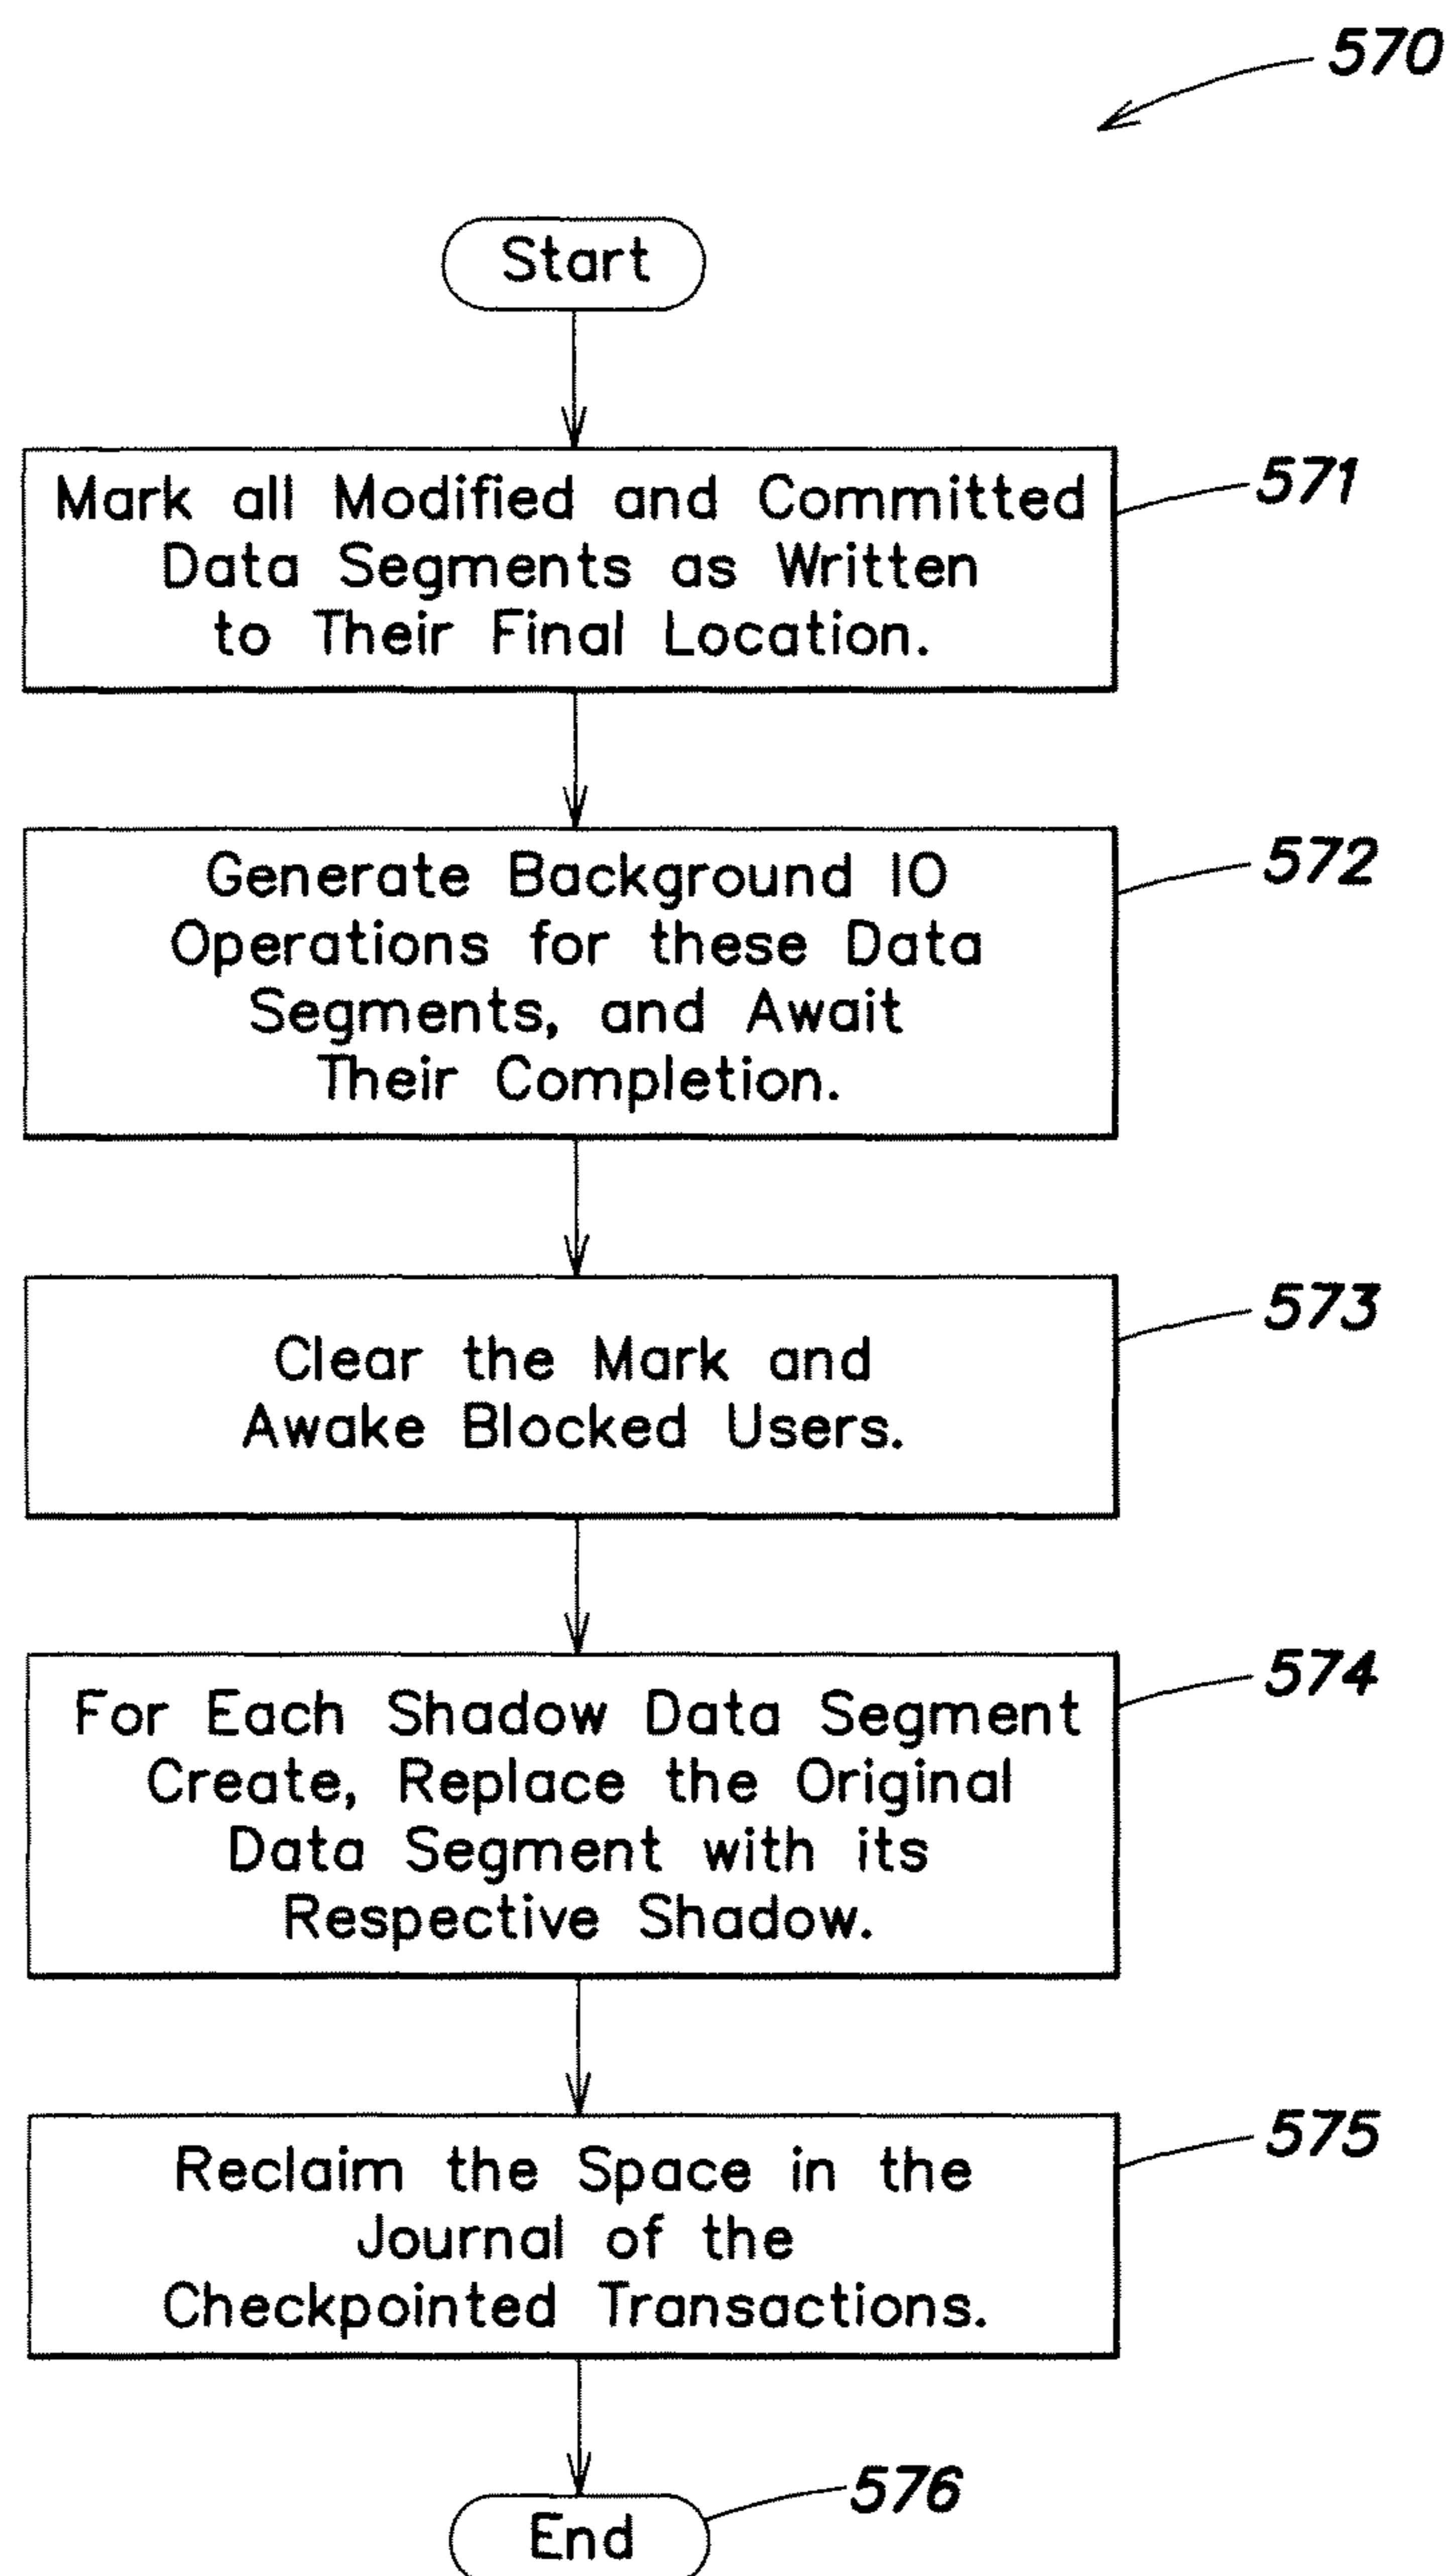 570
Start
Mark all Modified and Committed
Data Segments as Written
to Their Final Location.
571
Generate Background IO
Operations for these Data
Segments, and Await
Their Completion.
572
Clear the Mark and
Awake Blocked Users.
573
For Each Shadow Data Segment
Create, Replace the Original
Data Segment with its
Respective Shadow.
574
Reclaim the Space in the
Journal of the
Checkpointed Transactions.
575
End
576